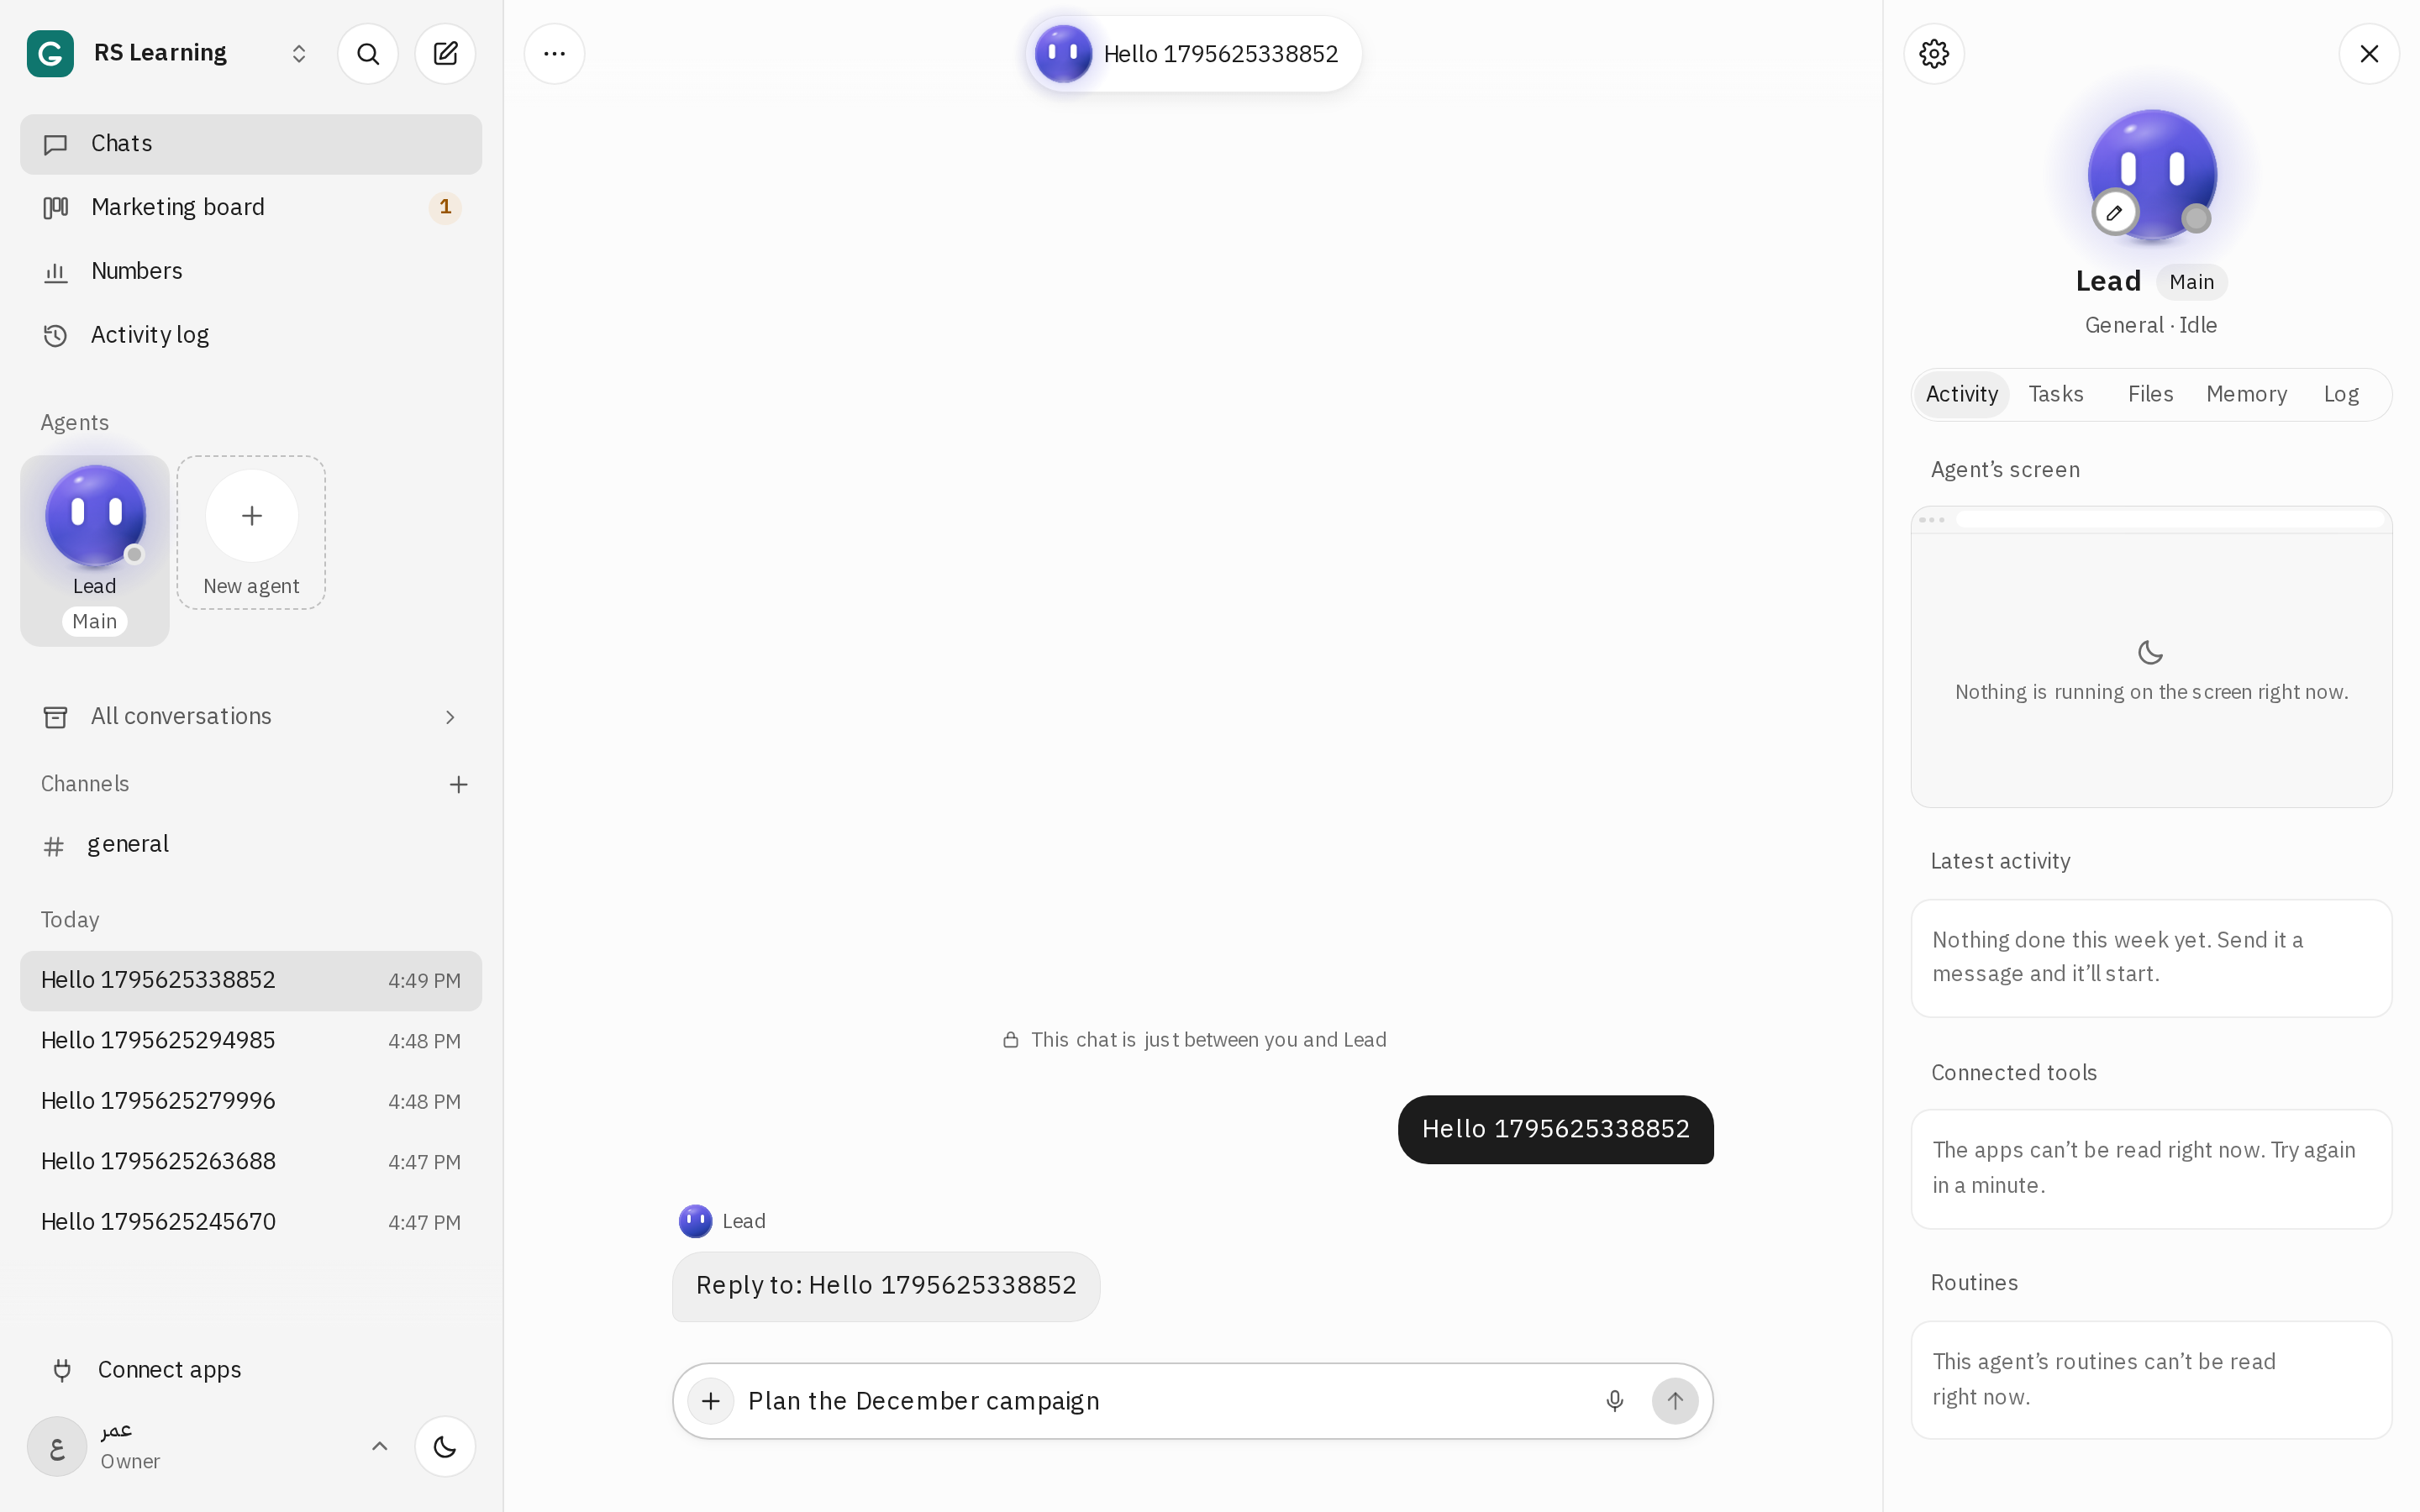 RS Learning
Chats
Marketing board
1
Numbers
Activity log
Agents
Lead
Main
New agent
All conversations
Channels
general
Today
Hello 1795625338852 4:49 PM
Hello 1795625294985 4:48 PM
Hello 1795625279996 4:48 PM
Hello 1795625263688 4:47 PM
Hello 1795625245670 4:47 PM
Connect apps
ع
عمر
Owner
Hello 1795625338852
This chat is just between you and Lead
Hello 1795625338852
Lead
Reply to: Hello 1795625338852
Plan the December campaign
Lead Main
General · Idle
Activity Tasks Files Memory Log
Agent’s screen
Nothing is running on the screen right now.
Latest activity
Nothing done this week yet. Send it a
message and it’ll start.
Connected tools
The apps can’t be read right now. Try again
in a minute.
Routines
This agent’s routines can’t be read
right now.